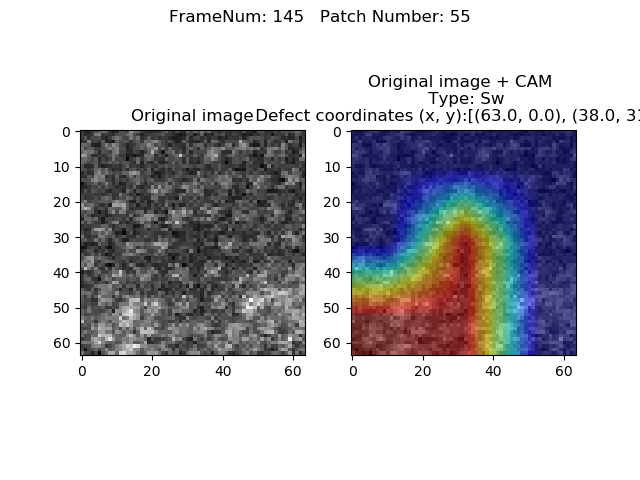 FrameNum: 145   Patch Number: 55
Original image + CAM
Type: Sw
Original image
Defect coordinates (x, y):[(63.0, 0.0), (38.0, 31
0
10
20
30
40
50
60
0 20 40 60
0
10
20
30
40
50
60
0 20 40 60